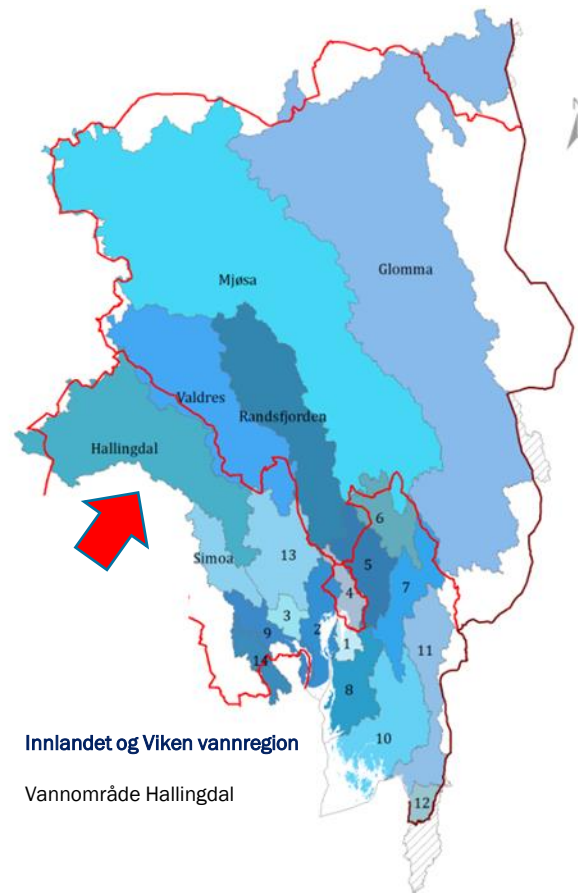 Mjøsa
Glomma
Valdres
Randsfjorden
Hallingdal
6
Simoa
13
5
7
4
3
9
2
1
11
14
8
10
Innlandet og Viken vannregion
Vannområde Hallingdal
12